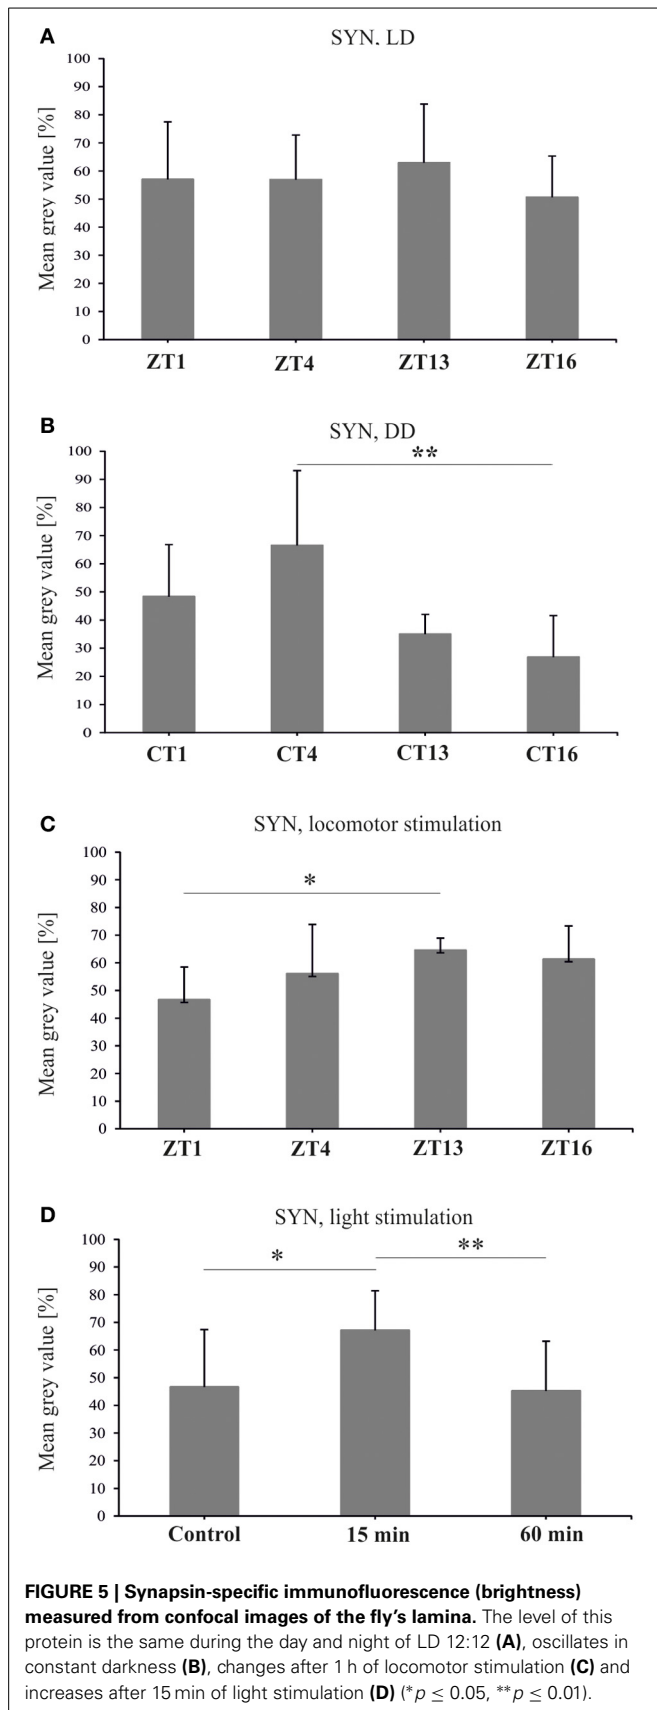 A
SYN, LD
Mean grey value [%]
100
90
80
70
60
50
40
30
20
10
0
ZT1 ZT4 ZT13 ZT16
B
SYN, DD
**
Mean grey value [%]
100
90
80
70
60
50
40
30
20
10
0
CT1 CT4 CT13 CT16
C
SYN, locomotor stimulation
*
Mean grey value [%]
100
90
80
70
60
50
40
30
20
10
0
ZT1 ZT4 ZT13 ZT16
D
SYN, light stimulation
* **
Mean grey value [%]
100
90
80
70
60
50
40
30
20
10
0
Control 15 min 60 min
FIGURE 5 | Synapsin-specific immunofluorescence (brightness)
measured from confocal images of the fly's lamina. The level of this
protein is the same during the day and night of LD 12:12 (A), oscillates in
constant darkness (B), changes after 1 h of locomotor stimulation (C) and
increases after 15 min of light stimulation (D) (*p ≤ 0.05, **p ≤ 0.01).